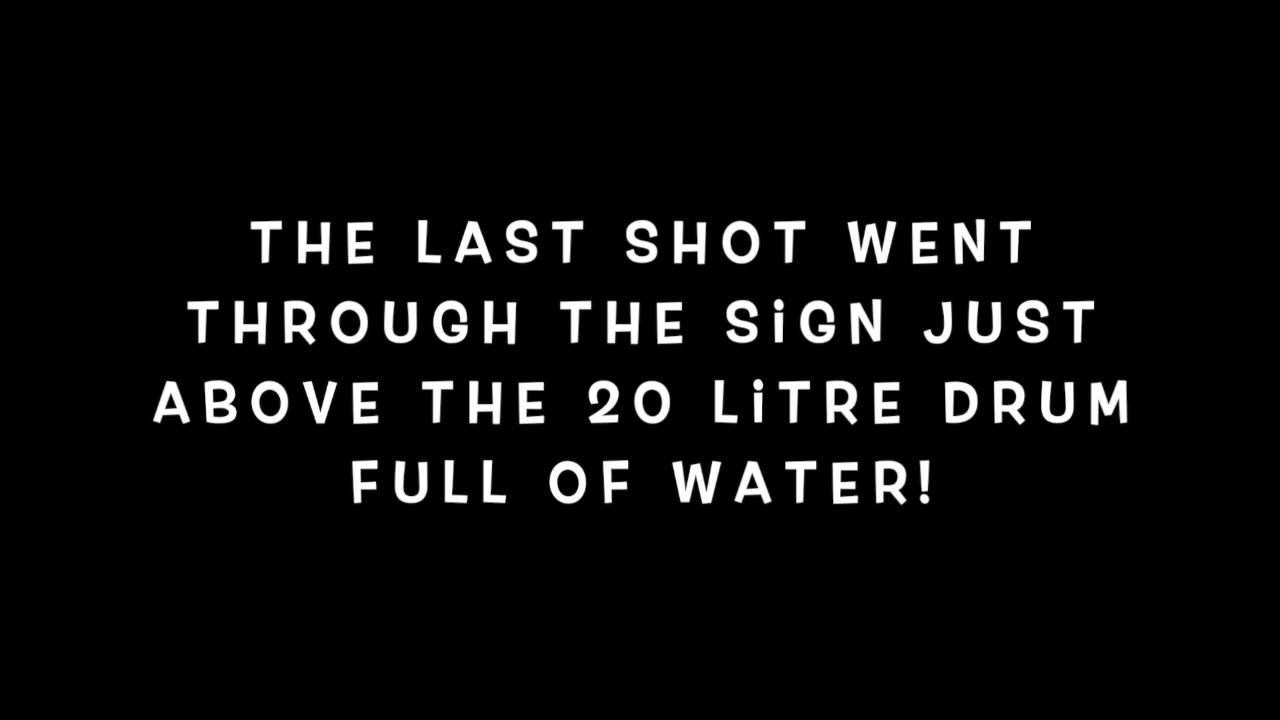 THE LAST SHOT WENT
THROUGH THE SiGN JUST
ABOVE THE 20 LiTRE DRUM
FULL OF WATER!